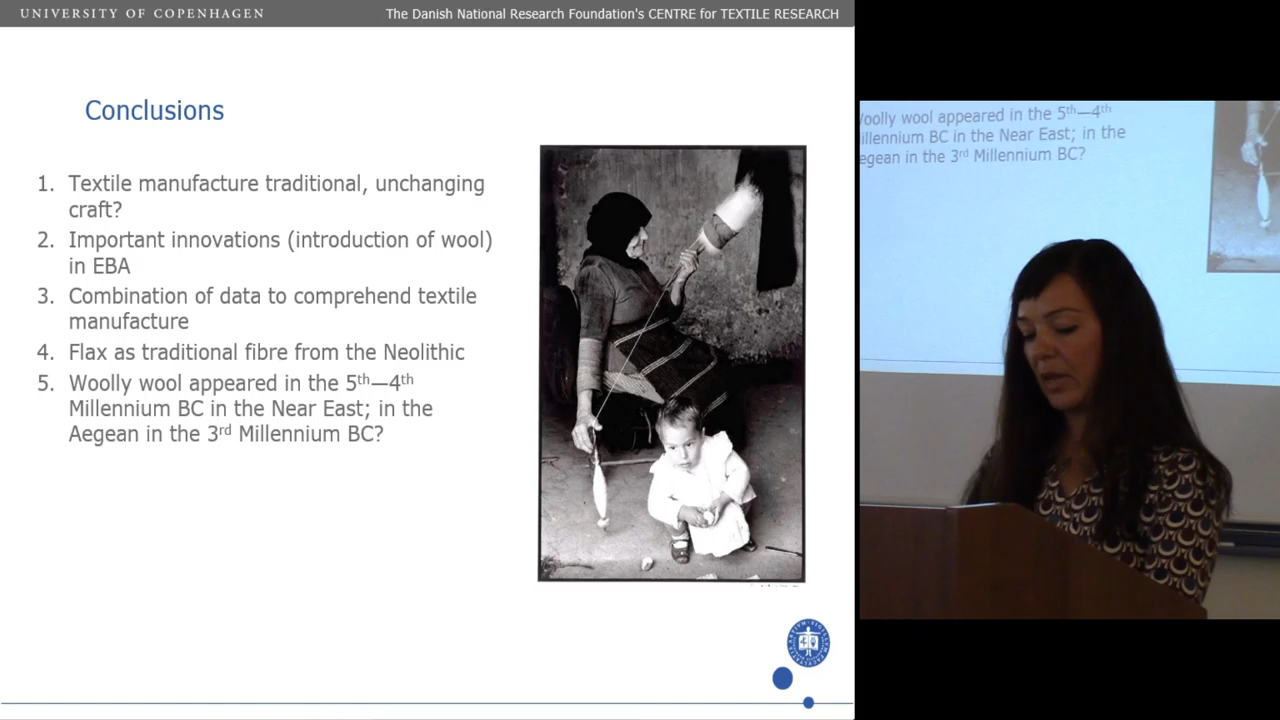 UNIVERSITY OF COPENHAGEN
The Danish National Research Foundation's CENTRE for TEXTILE RESEARCH
Conclusions
1. Textile manufacture traditional, unchanging
craft?
2. Important innovations (introduction of wool)
in EBA
3. Combination of data to comprehend textile
manufacture
4. Flax as traditional fibre from the Neolithic
5. Woolly wool appeared in the 5th—4th
Millennium BC in the Near East; in the
Aegean in the 3rd Millennium BC?
Woolly wool appeared in the 5th—4th
illennium BC in the Near East; in the
egean in the 3rd Millennium BC?